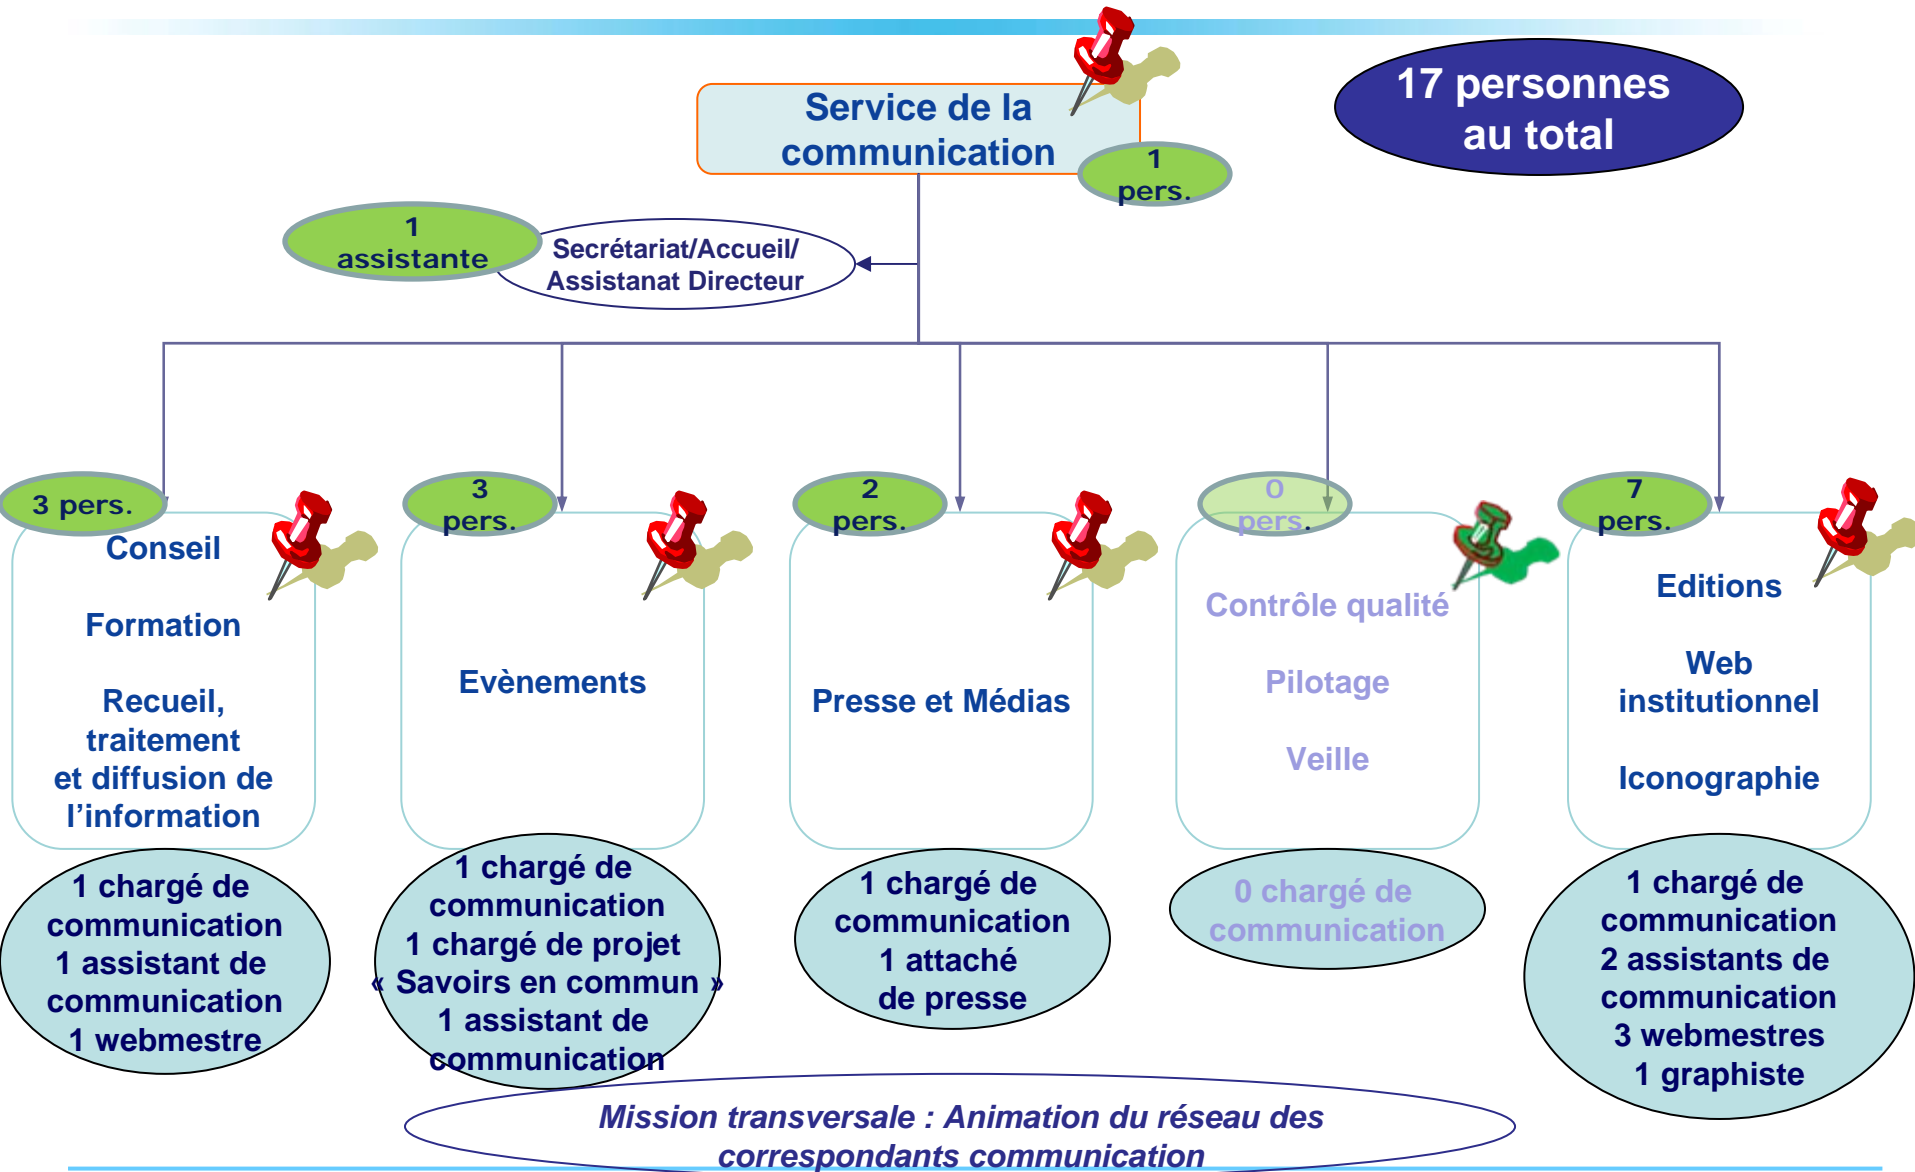 17 personnes
au total
Service de la
communication
1
pers.
1
assistante
Secrétariat/Accueil/
Assistanat Directeur
3 pers.
Conseil
Formation
Recueil,
traitement
et diffusion de
l’information
1 chargé de
communication
1 assistant de
communication
1 webmestre
3
pers.
Evènements
1 chargé de
communication
1 chargé de projet
« Savoirs en commun »
1 assistant de
communication
2
pers.
Presse et Médias
1 chargé de
communication
1 attaché
de presse
0
pers.
Contrôle qualité
Pilotage
Veille
0 chargé de
communication
7
pers.
Editions
Web
institutionnel
Iconographie
1 chargé de
communication
2 assistants de
communication
3 webmestres
1 graphiste
Mission transversale : Animation du réseau des
correspondants communication